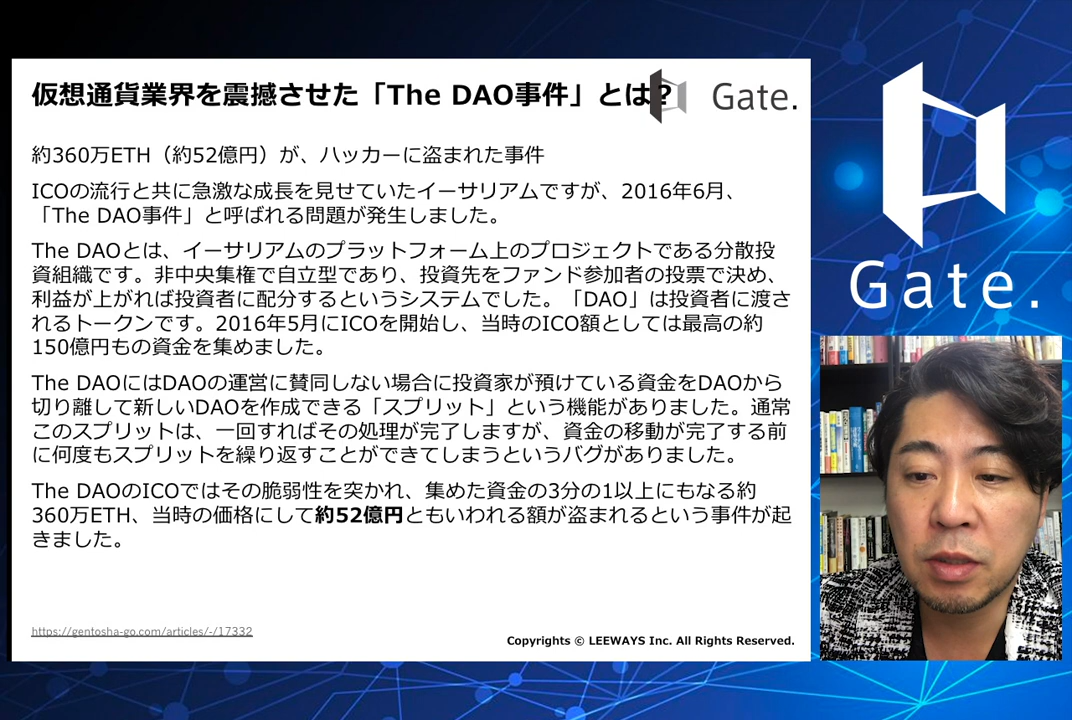 仮想通貨業界を震撼させた「The DAO事件」とは?
Gate.
約360万ETH（約52億円）が、ハッカーに盗まれた事件
ICOの流行と共に急激な成長を見せていたイーサリアムですが、2016年6月、
「The DAO事件」と呼ばれる問題が発生しました。
The DAOとは、イーサリアムのプラットフォーム上のプロジェクトである分散投
資組織です。非中央集権で自立型であり、投資先をファンド参加者の投票で決め、
利益が上がれば投資者に配分するというシステムでした。「DAO」は投資者に渡さ
れるトークンです。2016年5月にICOを開始し、当時のICO額としては最高の約
150億円もの資金を集めました。
The DAOにはDAOの運営に賛同しない場合に投資家が預けている資金をDAOから
切り離して新しいDAOを作成できる「スプリット」という機能がありました。通常
このスプリットは、一回すればその処理が完了しますが、資金の移動が完了する前
に何度もスプリットを繰り返すことができてしまうというバグがありました。
The DAOのICOではその脆弱性を突かれ、集めた資金の3分の1以上にもなる約
360万ETH、当時の価格にして約52億円ともいわれる額が盗まれるという事件が起
きました。
https://gentosha-go.com/articles/-/17332
Copyrights © LEEWAYS Inc. All Rights Reserved.
Gate.